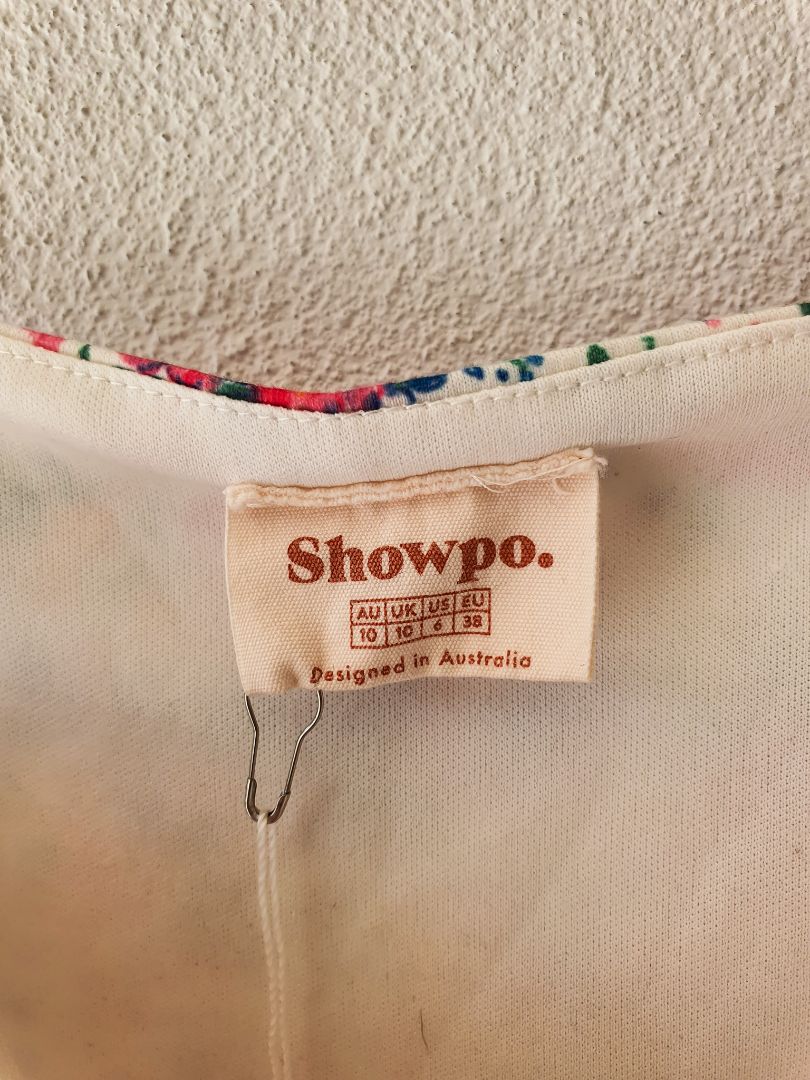 Showpo.
AU UK US EU
10 10 6 38
Designed in Australia